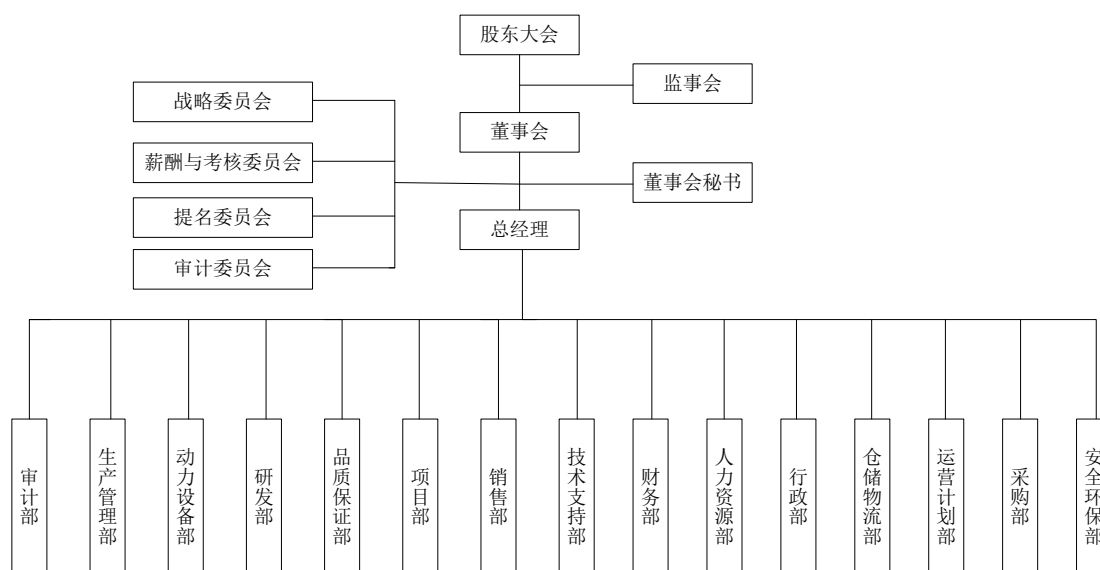 股东大会
监事会
战略委员会
董事会
薪酬与考核委员会
董事会秘书
提名委员会
总经理
审计委员会
审计部
生产管理部
动力设备部
研发部
品质保证部
项目部
销售部
技术支持部
财务部
人力资源部
行政部
仓储物流部
运营计划部
采购部
安全环保部